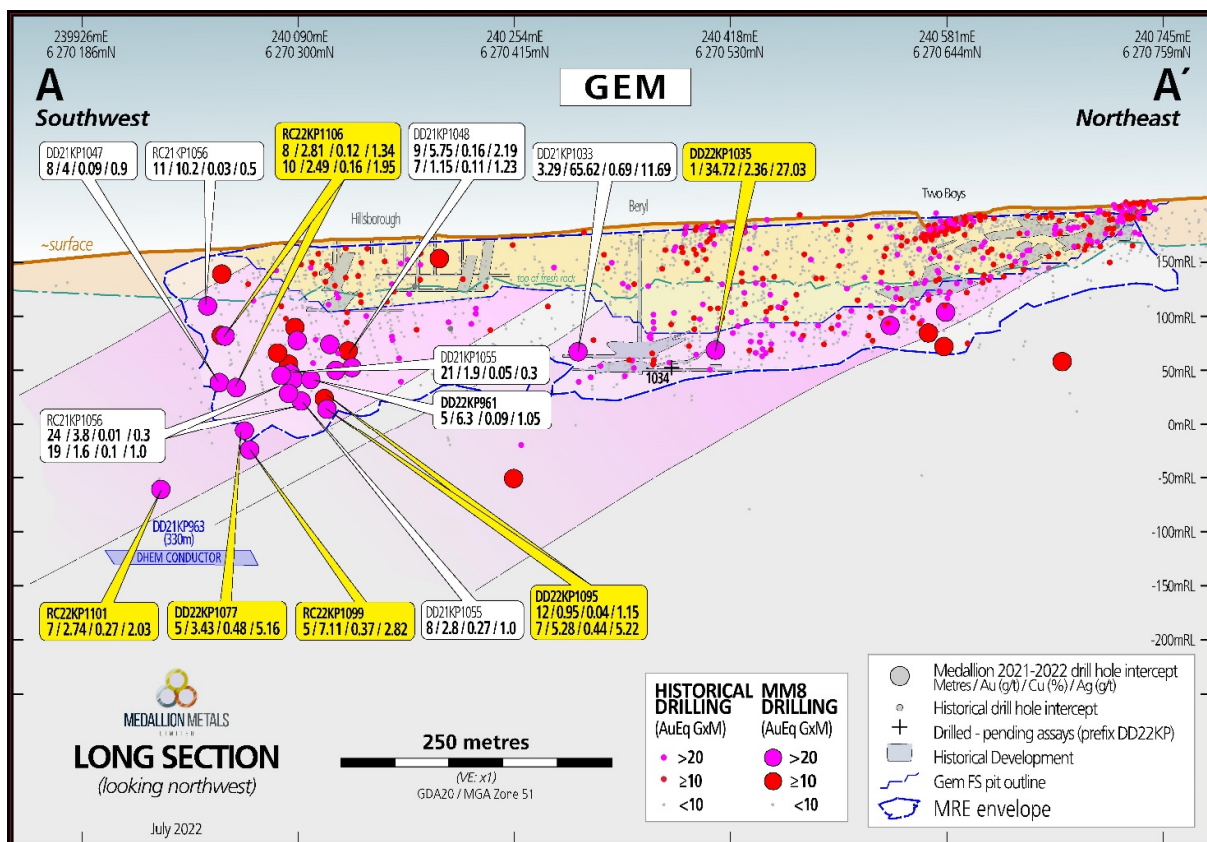 239926mE
6 270 186mN
240 090mE
6 270 300mN
240 254mE
6 270 415mN
240 418mE
6 270 530mN
240 581mE
6 270 644mN
240 745mE
6 270 759mN
A
Southwest
GEM
A´
Northeast
DD21KP1047
8 / 4 / 0.09 / 0.9
RC21KP1056
11 / 10.2 / 0.03 / 0.5
RC22KP1106
8 / 2.81 / 0.12 / 1.34
10 / 2.49 / 0.16 / 1.95
DD21KP1048
9 / 5.75 / 0.16 / 2.19
7 / 1.15 / 0.11 / 1.23
DD21KP1033
3.29 / 65.62 / 0.69 / 11.69
DD22KP1035
1 / 34.72 / 2.36 / 27.03
Hillsborough
Beryl
Two Boys
~surface
top of fresh rock
150mRL
100mRL
50mRL
0mRL
-50mRL
-100mRL
-150mRL
-200mRL
DD21KP1055
21 / 1.9 / 0.05 / 0.3
DD22KP961
5 / 6.3 / 0.09 / 1.05
1034
RC21KP1056
24 / 3.8 / 0.01 / 0.3
19 / 1.6 / 0.1 / 1.0
DD21KP963
(330m)
DHEM CONDUCTOR
RC22KP1101
7 / 2.74 / 0.27 / 2.03
DD22KP1077
5 / 3.43 / 0.48 / 5.16
RC22KP1099
5 / 7.11 / 0.37 / 2.82
DD21KP1055
8 / 2.8 / 0.27 / 1.0
DD22KP1095
12 / 0.95 / 0.04 / 1.15
7 / 5.28 / 0.44 / 5.22
MEDALLION METALS
LIMITED
LONG SECTION
(looking northwest)
July 2022
250 metres
(VE: x1)
GDA20 / MGA Zone 51
HISTORICAL DRILLING
(AuEq GxM)
>20
≥10
<10
MM8 DRILLING
(AuEq GxM)
>20
≥10
<10
Medallion 2021-2022 drill hole intercept
Metres / Au (g/t) / Cu (%) / Ag (g/t)
Historical drill hole intercept
Drilled - pending assays (prefix DD22KP)
Historical Development
Gem FS pit outline
MRE envelope